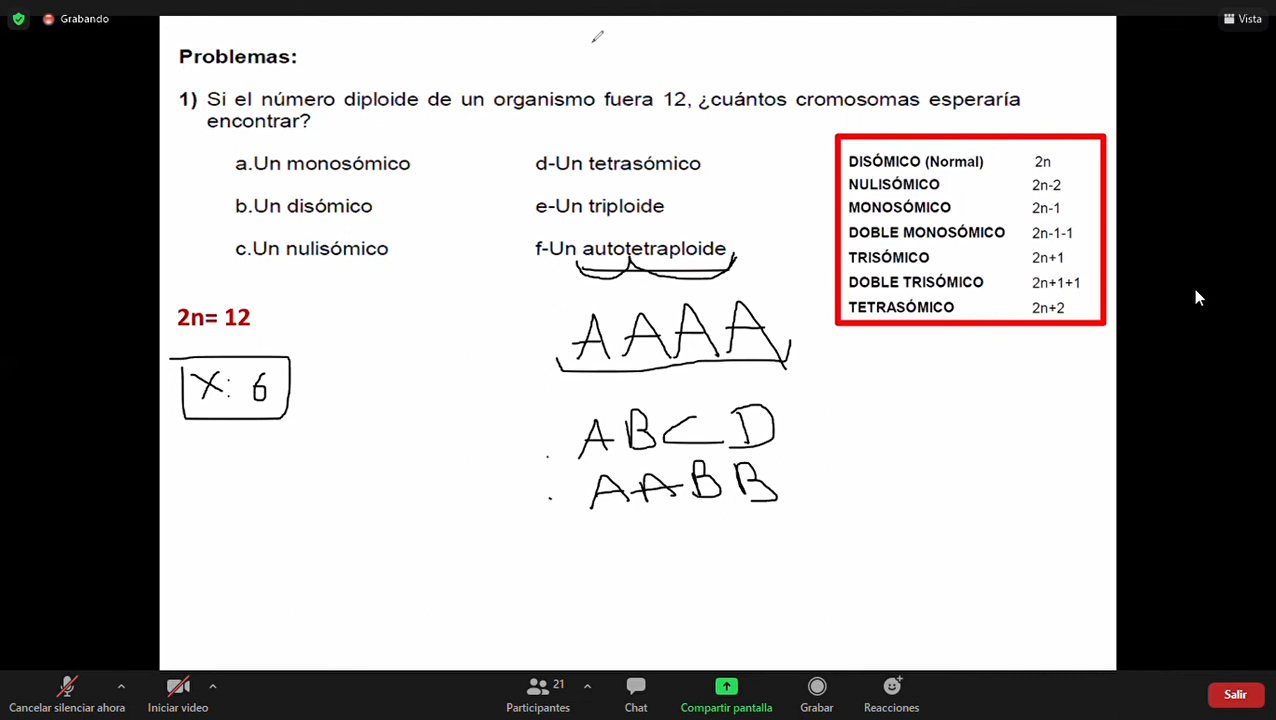 Grabando
Vista
Problemas:
1) Si el número diploide de un organismo fuera 12, ¿cuántos cromosomas esperaría
encontrar?
a.Un monosómico
d-Un tetrasómico
b.Un disómico
e-Un triploide
c.Un nulisómico
f-Un autotetraploide
DISÓMICO (Normal) 2n
NULISÓMICO 2n-2
MONOSÓMICO 2n-1
DOBLE MONOSÓMICO 2n-1-1
TRISÓMICO 2n+1
DOBLE TRISÓMICO 2n+1+1
TETRASÓMICO 2n+2
2n= 12
X: 6
A A A A
A B C D
A A B B
Cancelar silenciar ahora
Iniciar video
21
Participantes
Chat
Compartir pantalla
Grabar
Reacciones
Salir